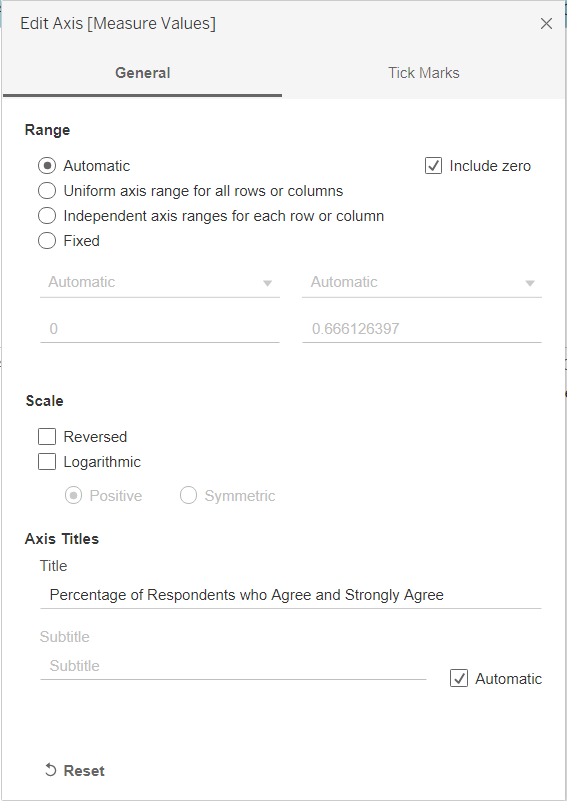 Edit Axis [Measure Values]
General Tick Marks
Range
Automatic Include zero
Uniform axis range for all rows or columns
Independent axis ranges for each row or column
Fixed
Automatic Automatic
0 0.666126397
Scale
Reversed
Logarithmic
Positive Symmetric
Axis Titles
Title
Percentage of Respondents who Agree and Strongly Agree
Subtitle
Subtitle Automatic
Reset